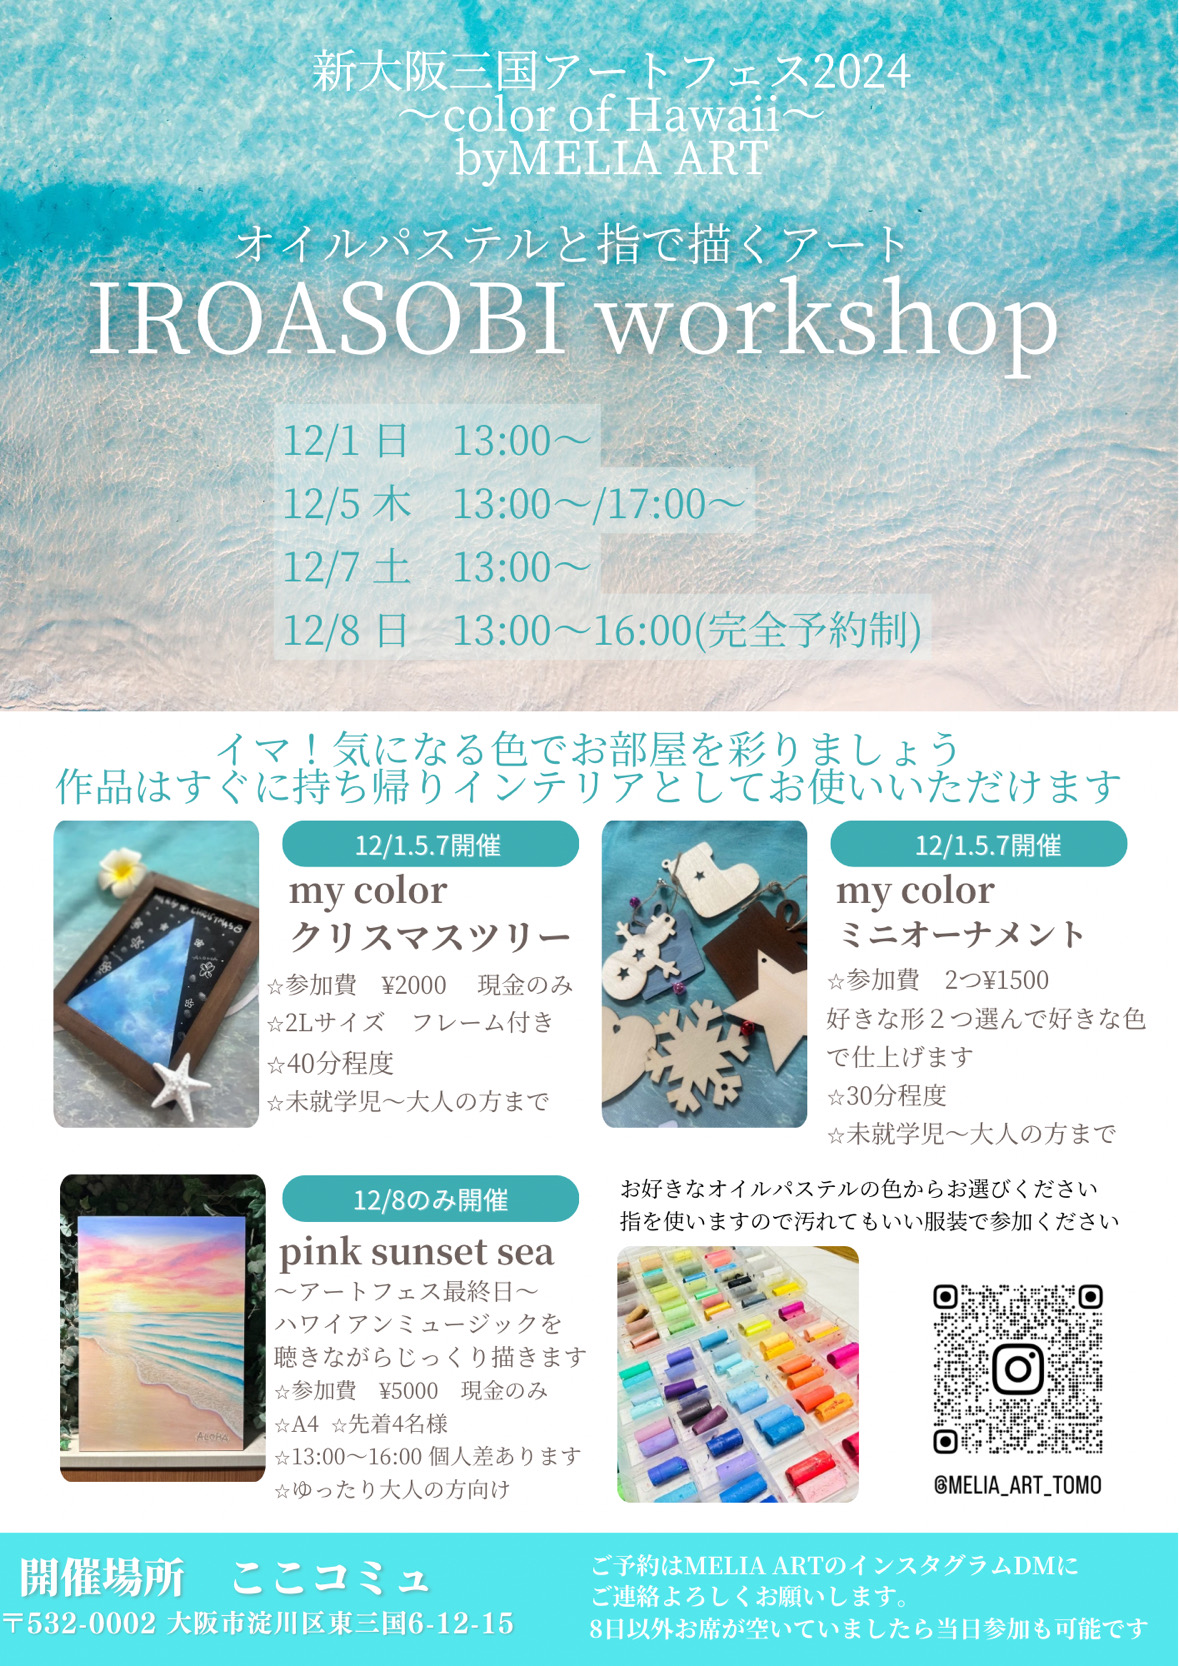 新大阪三国アートフェス2024
～color of Hawaii～
byMELIA ART
オイルパステルと指で描くアート
IROASOBI workshop
12/1 日　13:00～
12/5 木　13:00～/17:00～
12/7 土　13:00～
12/8 日　13:00～16:00(完全予約制)
イマ！気になる色でお部屋を彩りましょう
作品はすぐに持ち帰りインテリアとしてお使いいただけます
12/1.5.7開催
my color
クリスマスツリー
☆参加費　¥2000　現金のみ
☆2Lサイズ　フレーム付き
☆40分程度
☆未就学児～大人の方まで
12/1.5.7開催
my color
ミニオーナメント
☆参加費　2つ¥1500
好きな形２つ選んで好きな色
で仕上げます
☆30分程度
☆未就学児～大人の方まで
12/8のみ開催
pink sunset sea
～アートフェス最終日～
ハワイアンミュージックを
聴きながらじっくり描きます
☆参加費　¥5000　現金のみ
☆A4 ☆先着4名様
☆13:00～16:00 個人差あります
☆ゆったり大人の方向け
Aloha
お好きなオイルパステルの色からお選びください
指を使いますので汚れてもいい服装で参加ください
@MELIA_ART_TOMO
開催場所　ここコミュ
〒532-0002 大阪市淀川区東三国6-12-15
ご予約はMELIA ARTのインスタグラムDMに
ご連絡よろしくお願いします。
8日以外お席が空いていましたら当日参加も可能です